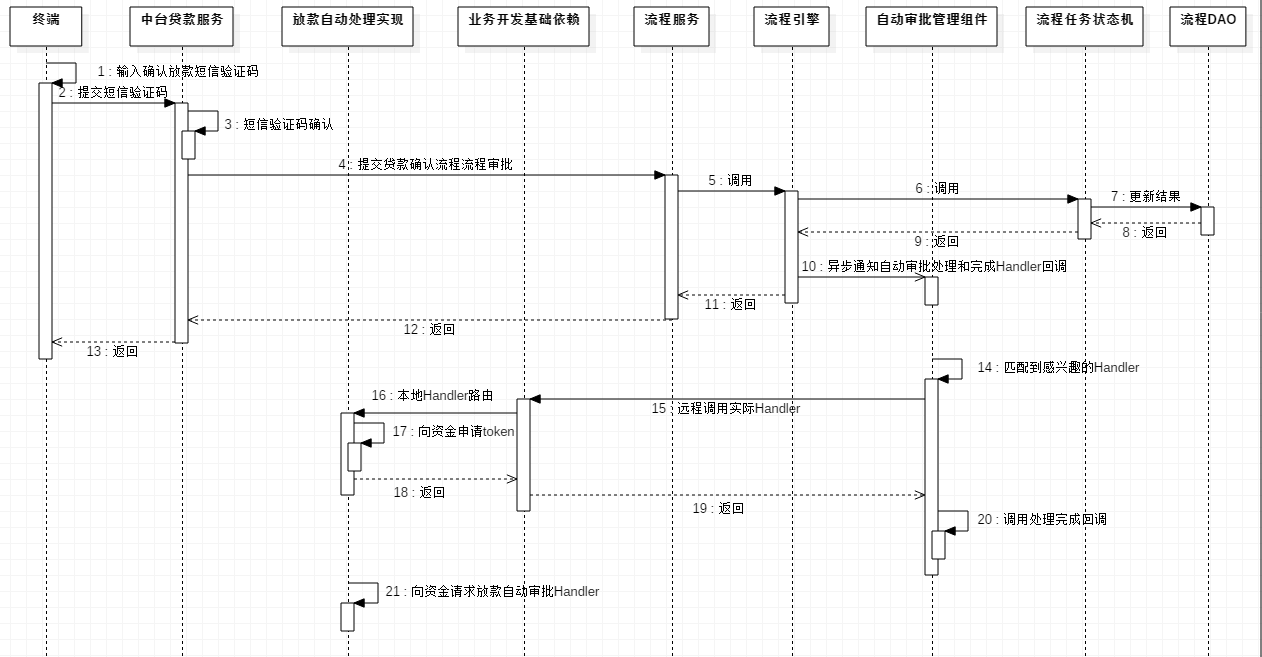 终端
中台贷款服务
放款自动处理实现
业务开发基础依赖
流程服务
流程引擎
自动审批管理组件
流程任务状态机
流程DAO
1 : 输入确认放款短信验证码
2 : 提交短信验证码
3 : 短信验证码确认
4 : 提交贷款确认流程流程审批
5 : 调用
6 : 调用
7 : 更新结果
8 : 返回
9 : 返回
10 : 异步通知自动审批处理和完成Handler回调
11 : 返回
12 : 返回
13 : 返回
14 : 匹配到感兴趣的Handler
15 : 远程调用实际Handler
16 : 本地Handler路由
17 : 向资金申请token
18 : 返回
19 : 返回
20 : 调用处理完成回调
21 : 向资金请求放款自动审批Handler